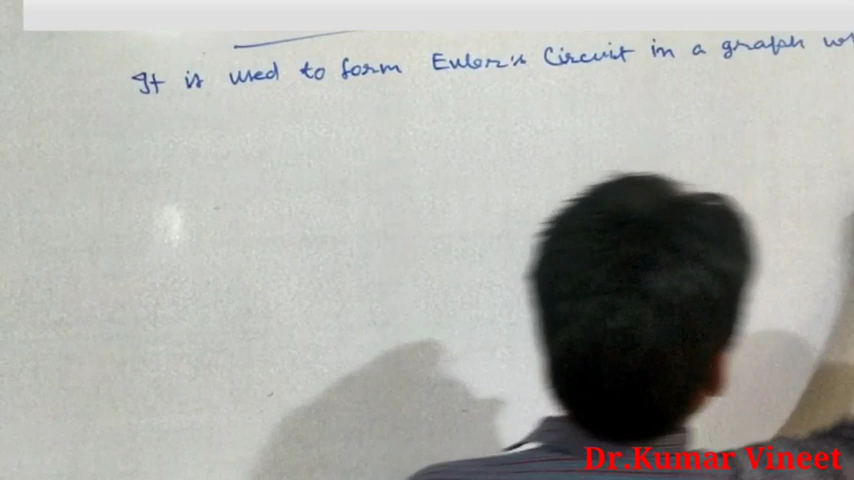 It is used to form Euler's Circuit in a graph
Dr.Kumar Vineet